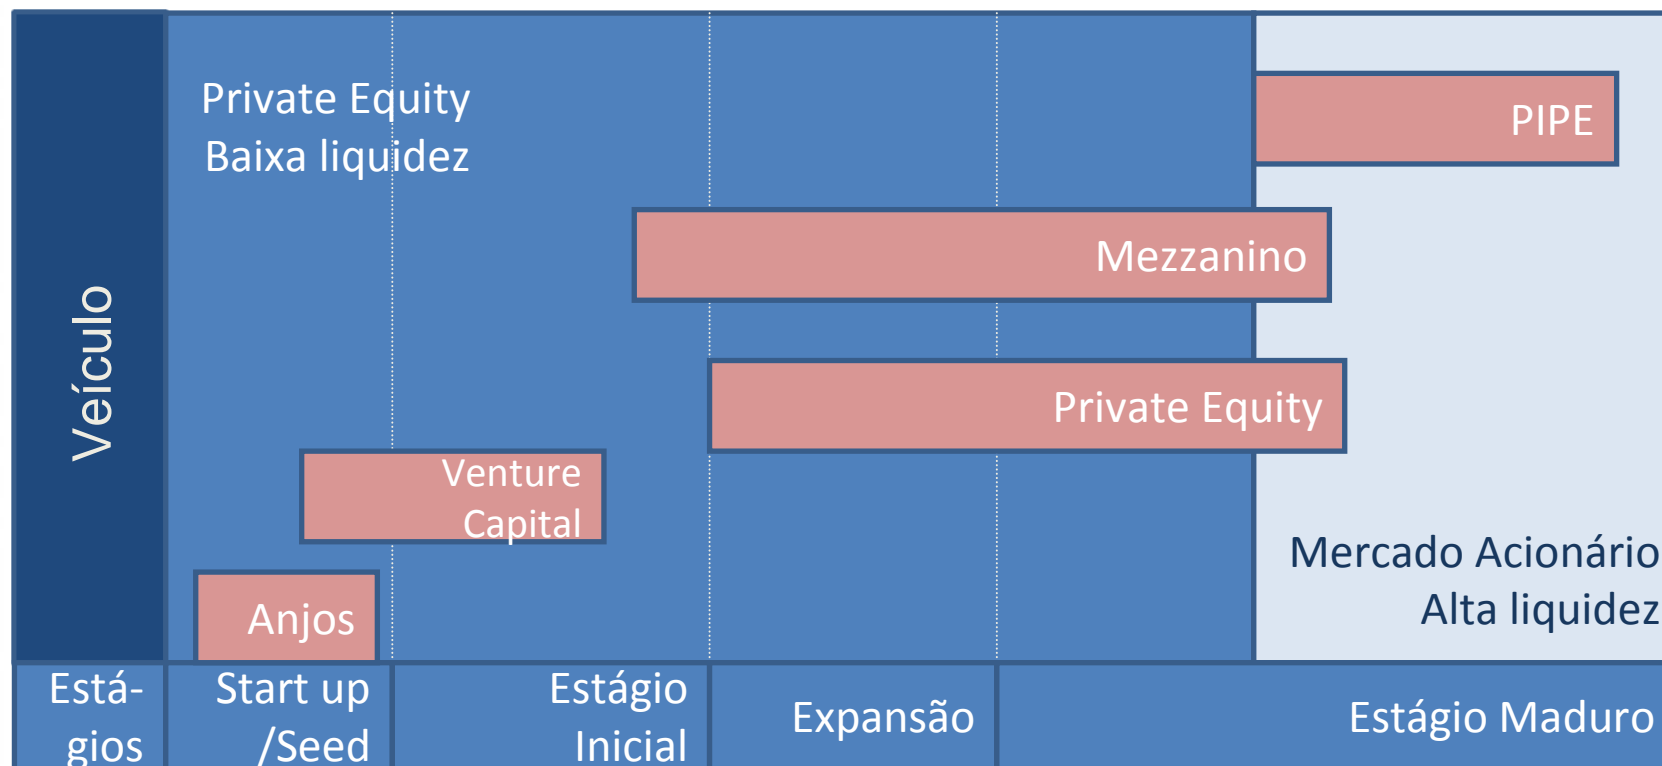 Veículo
Private Equity
Baixa liquidez
PIPE
Mezzanino
Private Equity
Venture
Capital
Anjos
Mercado Acionário
Alta liquidez
Está-
gios
Start up
/Seed
Estágio
Inicial
Expansão
Estágio Maduro